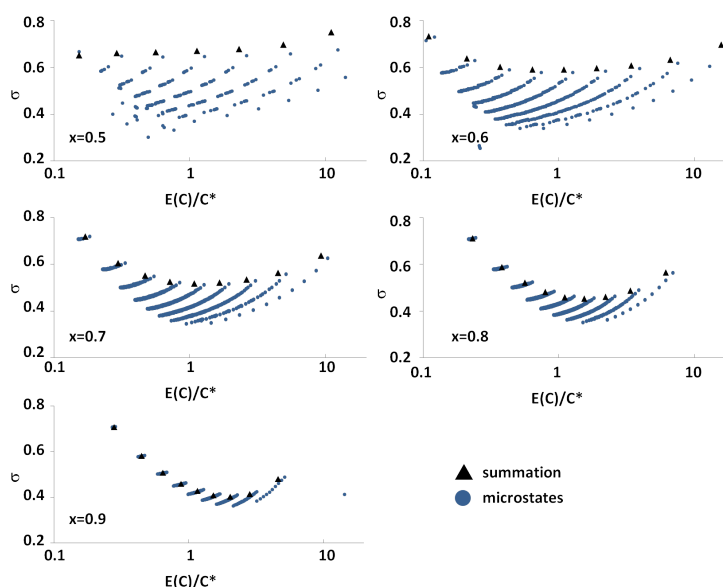 0.8
0.6
0.4
0.2
σ
x=0.5
0.1
1
10
E(C)/C*
0.8
0.6
0.4
0.2
σ
x=0.6
0.1
1
10
E(C)/C*
0.8
0.6
0.4
0.2
σ
x=0.7
0.1
1
10
E(C)/C*
0.8
0.6
0.4
0.2
σ
x=0.8
0.1
1
10
E(C)/C*
0.8
0.6
0.4
0.2
σ
x=0.9
0.1
1
10
E(C)/C*
summation
microstates